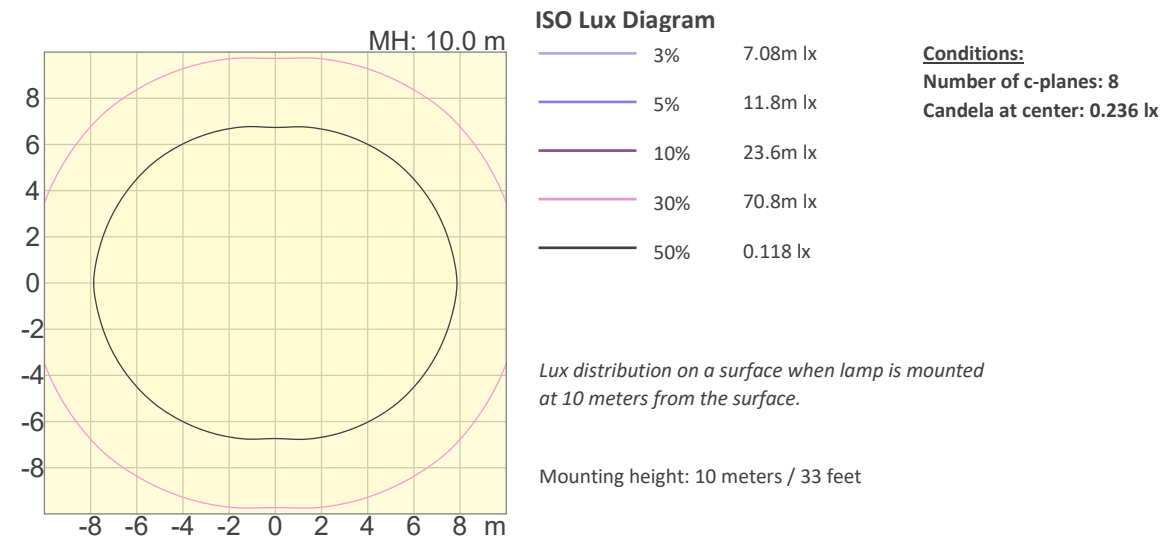 ISO Lux Diagram
MH: 10.0 m
8
6
4
2
0
-2
-4
-6
-8
-8 -6 -4 -2 0 2 4 6 8 m
3% 7.08m lx
5% 11.8m lx
10% 23.6m lx
30% 70.8m lx
50% 0.118 lx
Conditions:
Number of c-planes: 8
Candela at center: 0.236 lx
Lux distribution on a surface when lamp is mounted
at 10 meters from the surface.
Mounting height: 10 meters / 33 feet